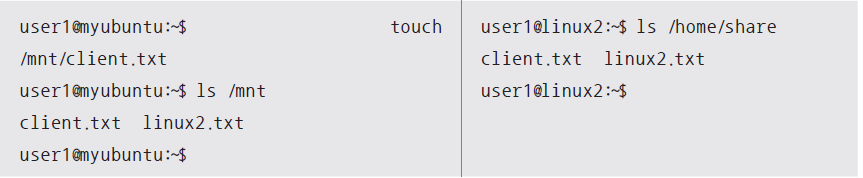 user1@myubuntu:~$ touch
/mnt/client.txt
user1@myubuntu:~$ ls /mnt
client.txt linux2.txt
user1@myubuntu:~$
user1@linux2:~$ ls /home/share
client.txt linux2.txt
user1@linux2:~$